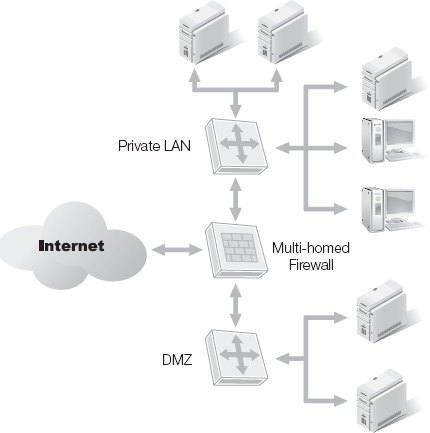 Private LAN
Internet
Multi-homed
Firewall
DMZ